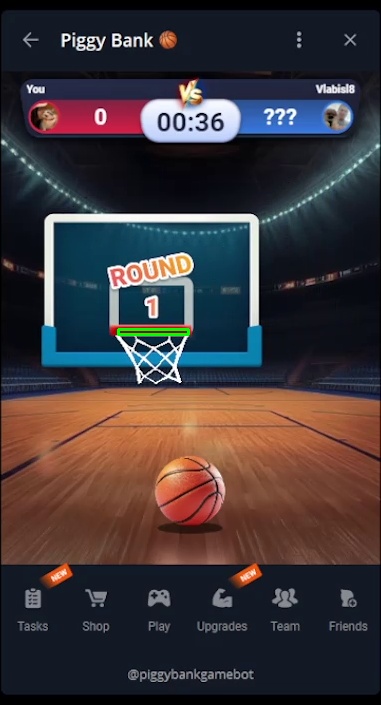 Piggy Bank 🏀
You
VS
Vlabisl8
0
00:36
???
ROUND
1
NEW
NEW
Tasks
Shop
Play
Upgrades
Team
Friends
@piggybankgamebot